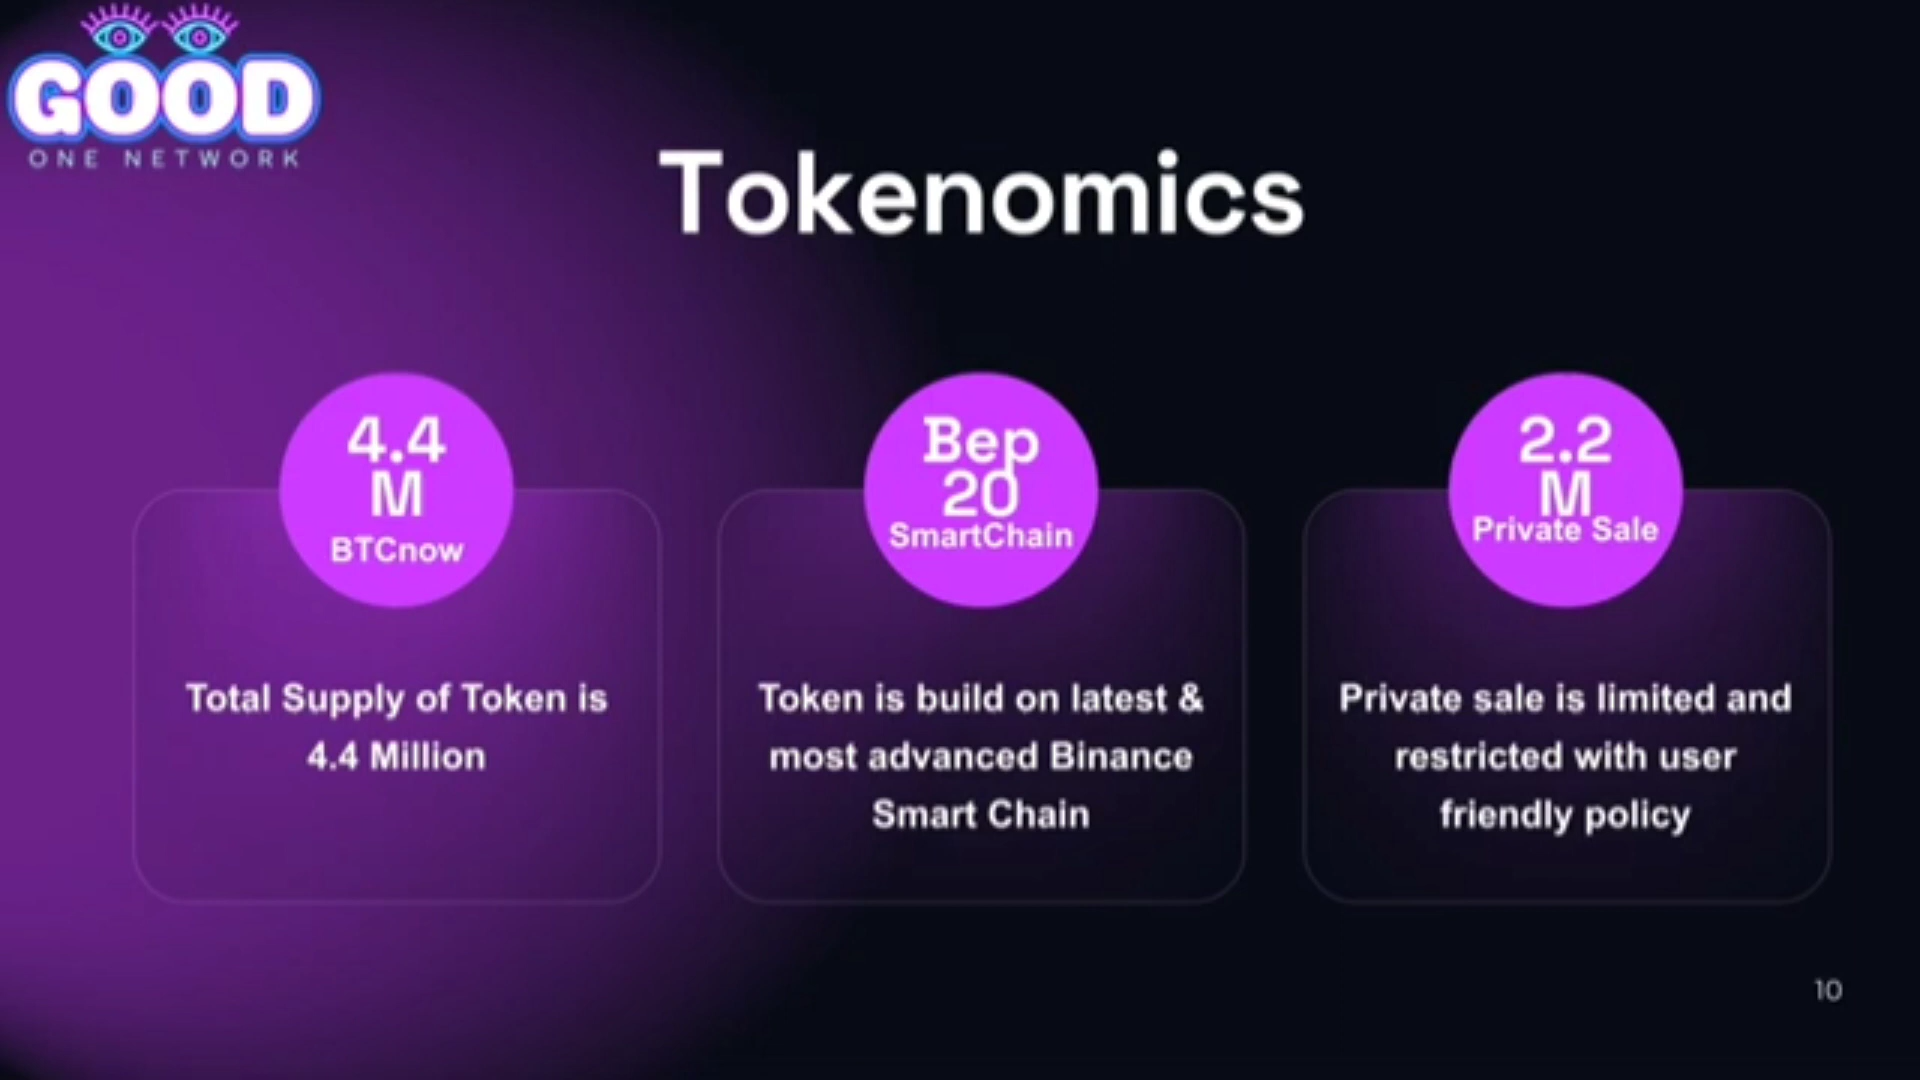 GOOD
ONE NETWORK
Tokenomics
4.4
M
BTCnow
Total Supply of Token is
4.4 Million
Bep
20
SmartChain
Token is build on latest &
most advanced Binance
Smart Chain
2.2
M
Private Sale
Private sale is limited and
restricted with user
friendly policy
10